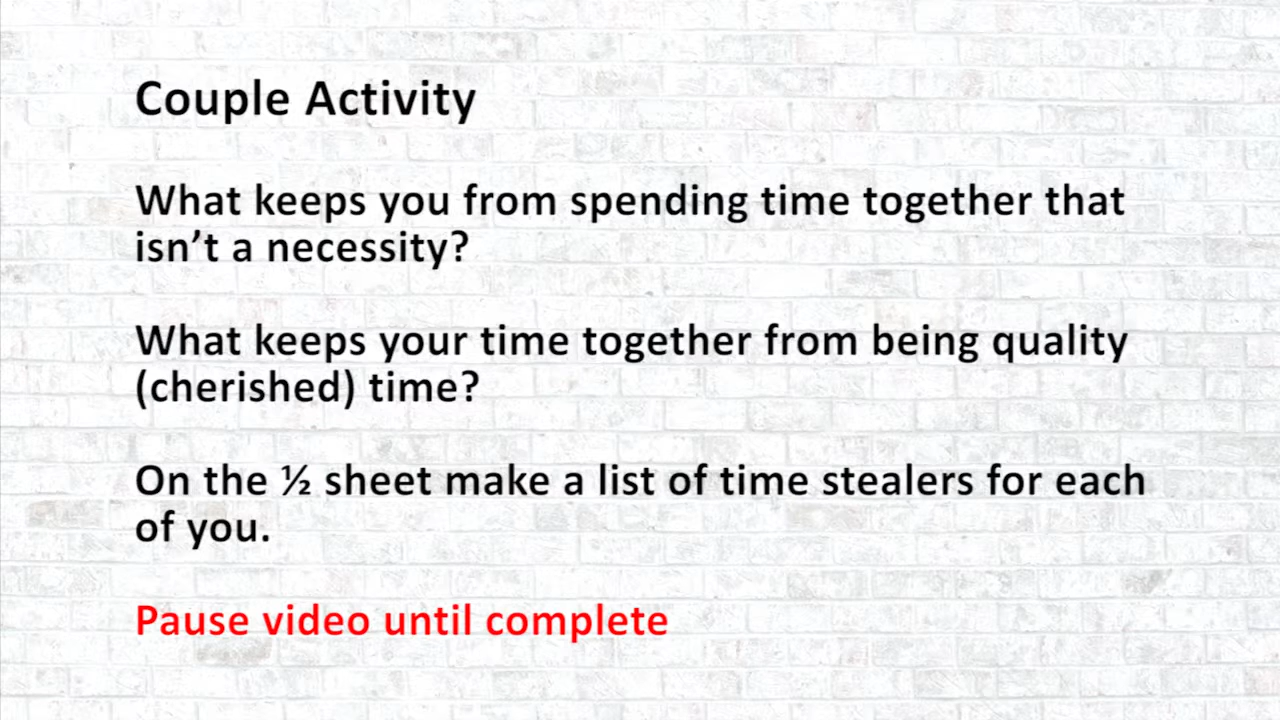 Couple Activity
What keeps you from spending time together that
isn’t a necessity?
What keeps your time together from being quality
(cherished) time?
On the ½ sheet make a list of time stealers for each
of you.
Pause video until complete